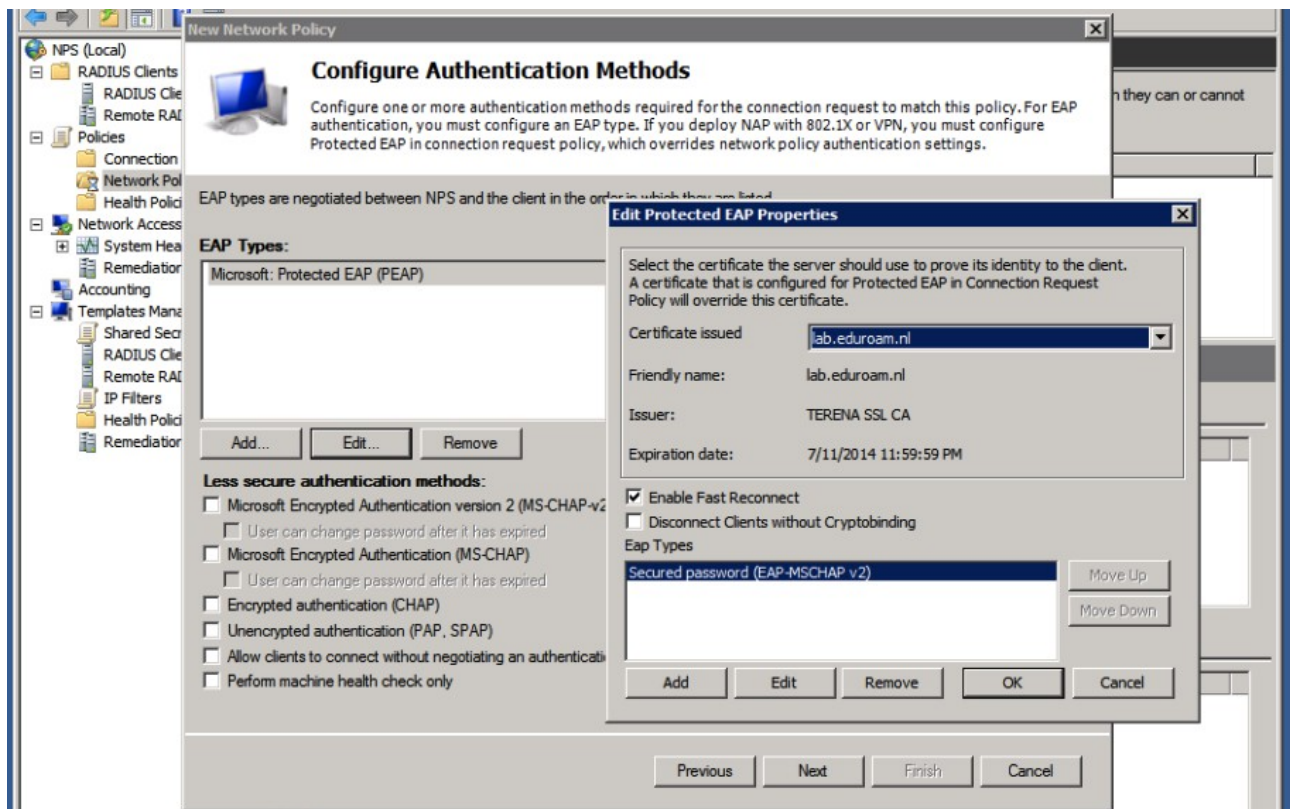 New Network Policy
NPS (Local)
RADIUS Clients
RADIUS Clie
Remote RAD
Policies
Connection
Network Pol
Health Polici
Network Access
System Hea
Remediation
Accounting
Templates Mana
Shared Secr
RADIUS Clie
Remote RAD
IP Filters
Health Polici
Remediation
Configure Authentication Methods
Configure one or more authentication methods required for the connection request to match this policy. For EAP
authentication, you must configure an EAP type. If you deploy NAP with 802.1X or VPN, you must configure
Protected EAP in connection request policy, which overrides network policy authentication settings.
n they can or cannot
EAP types are negotiated between NPS and the client in the order in which they are listed.
EAP Types:
Microsoft: Protected EAP (PEAP)
Add...
Edit...
Remove
Less secure authentication methods:
Microsoft Encrypted Authentication version 2 (MS-CHAP-v2
User can change password after it has expired
Microsoft Encrypted Authentication (MS-CHAP)
User can change password after it has expired
Encrypted authentication (CHAP)
Unencrypted authentication (PAP, SPAP)
Allow clients to connect without negotiating an authenticati
Perform machine health check only
Previous
Next
Finish
Cancel
Edit Protected EAP Properties
Select the certificate the server should use to prove its identity to the client.
A certificate that is configured for Protected EAP in Connection Request
Policy will override this certificate.
Certificate issued
lab.eduroam.nl
Friendly name:
lab.eduroam.nl
Issuer:
TERENA SSL CA
Expiration date:
7/11/2014 11:59:59 PM
Enable Fast Reconnect
Disconnect Clients without Cryptobinding
Eap Types
Secured password (EAP-MSCHAP v2)
Move Up
Move Down
Add
Edit
Remove
OK
Cancel